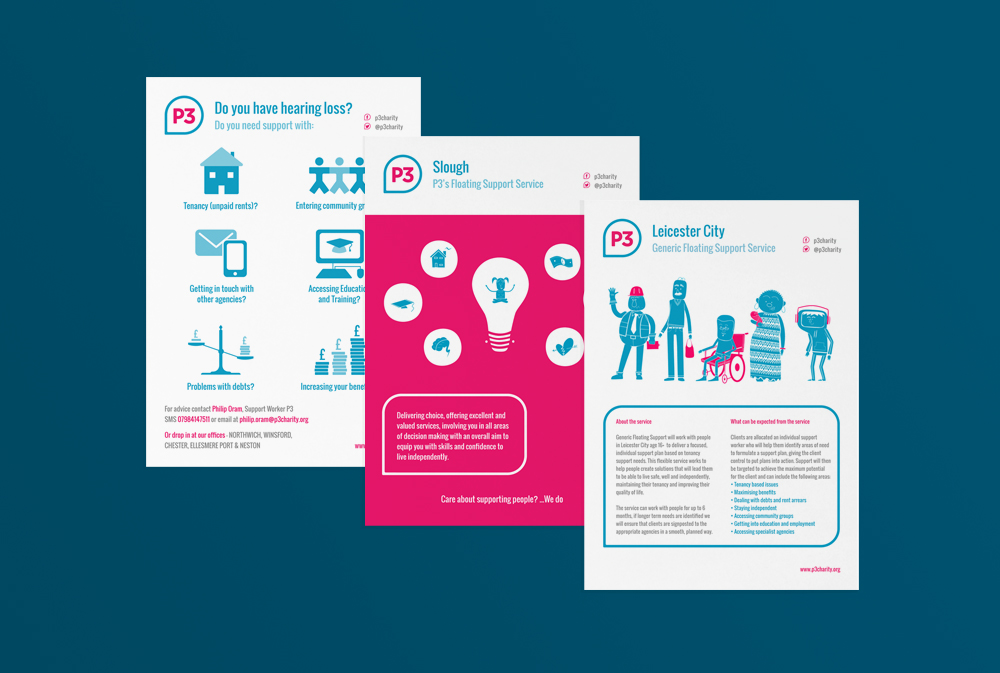 P3
Do you have hearing loss?
Do you need support with:
p3charity
@p3charity
Tenancy (unpaid rents)?
Entering community gr
Getting in touch with
other agencies?
Accessing Educatio
and Training?
£
£
£
£
£
Problems with debts?
Increasing your bene
For advice contact Philip Oram, Support Worker P3
SMS 07984147511 or email at philip.oram@p3charity.org
Or drop in at our offices - NORTHWICH, WINSFORD,
CHESTER, ELLESMERE PORT & NESTON
www
P3
Slough
P3's Floating Support Service
p3charity
@p3charity
Delivering choice, offering excellent and
valued services, involving you in all areas
of decision making with an overall aim to
equip you with skills and confidence to
live independently.
Care about supporting people? ...We do
P3
Leicester City
Generic Floating Support Service
p3charity
@p3charity
About the service
Generic Floating Support will work with people
in Leicester City age 16- to deliver a focused,
individual support plan based on tenancy
support needs. This flexible service works to
help people create solutions that will lead them
to be able to live safe, well and independently,
maintaining their tenancy and improving their
quality of life.
The service can work with people for up to 6
months, if longer term needs are identified we
will ensure that clients are signposted to the
appropriate agencies in a smooth, planned way.
What can be expected from the service
Clients are allocated an individual support
worker who will help them identify areas of need
to formulate a support plan, giving the client
control to put plans into action. Support will then
be targeted to achieve the maximum potential
for the client and can include the following areas:
• Tenancy based issues
• Maximising benefits
• Dealing with debts and rent arrears
• Staying independent
• Accessing community groups
• Getting into education and employment
• Accessing specialist agencies
www.p3charity.org